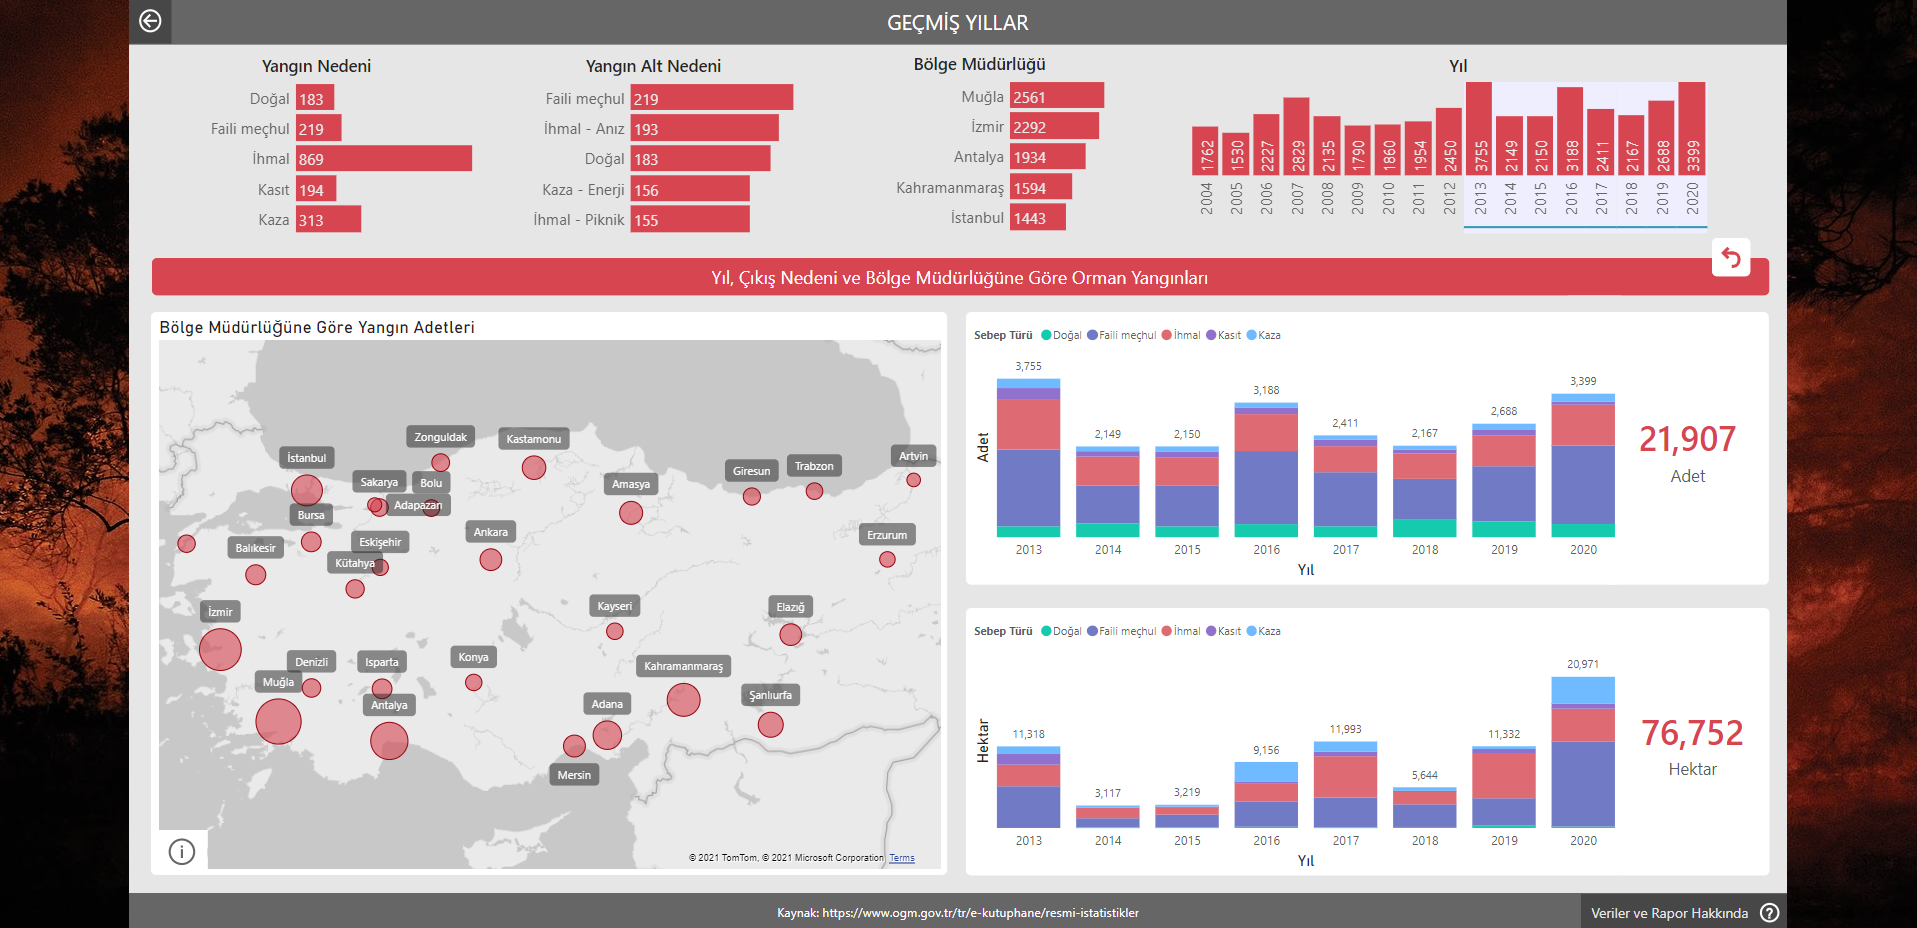 GEÇMİŞ YILLAR
Yangın Nedeni
Doğal 183
Faili meçhul 219
İhmal 869
Kasıt 194
Kaza 313
Yangın Alt Nedeni
Faili meçhul 219
İhmal - Anız 193
Doğal 183
Kaza - Enerji 156
İhmal - Piknik 155
Bölge Müdürlüğü
Muğla 2561
İzmir 2292
Antalya 1934
Kahramanmaraş 1594
İstanbul 1443
Yıl
1762 1530 2227 2829 2135 1790 1860 1954 2450 3755 2149 2150 3188 2411 2167 2688 3399
2004 2005 2006 2007 2008 2009 2010 2011 2012 2013 2014 2015 2016 2017 2018 2019 2020
Yıl, Çıkış Nedeni ve Bölge Müdürlüğüne Göre Orman Yangınları
Bölge Müdürlüğüne Göre Yangın Adetleri
Zonguldak
Kastamonu
İstanbul
Artvin
Giresun
Trabzon
Sakarya
Bolu
Amasya
Adapazarı
Bursa
Ankara
Erzurum
Eskişehir
Balıkesir
Kütahya
İzmir
Kayseri
Elazığ
Denizli
Isparta
Konya
Kahramanmaraş
Muğla
Antalya
Adana
Şanlıurfa
Mersin
© 2021 TomTom, © 2021 Microsoft Corporation Terms
Sebep Türü Doğal Faili meçhul İhmal Kasıt Kaza
3,755
2,149
2,150
3,188
2,411
2,167
2,688
3,399
Adet
2013 2014 2015 2016 2017 2018 2019 2020
Yıl
21,907
Adet
Sebep Türü Doğal Faili meçhul İhmal Kasıt Kaza
11,318
3,117
3,219
9,156
11,993
5,644
11,332
20,971
Hektar
2013 2014 2015 2016 2017 2018 2019 2020
Yıl
76,752
Hektar
Kaynak: https://www.ogm.gov.tr/tr/e-kutuphane/resmi-istatistikler
Veriler ve Rapor Hakkında ?